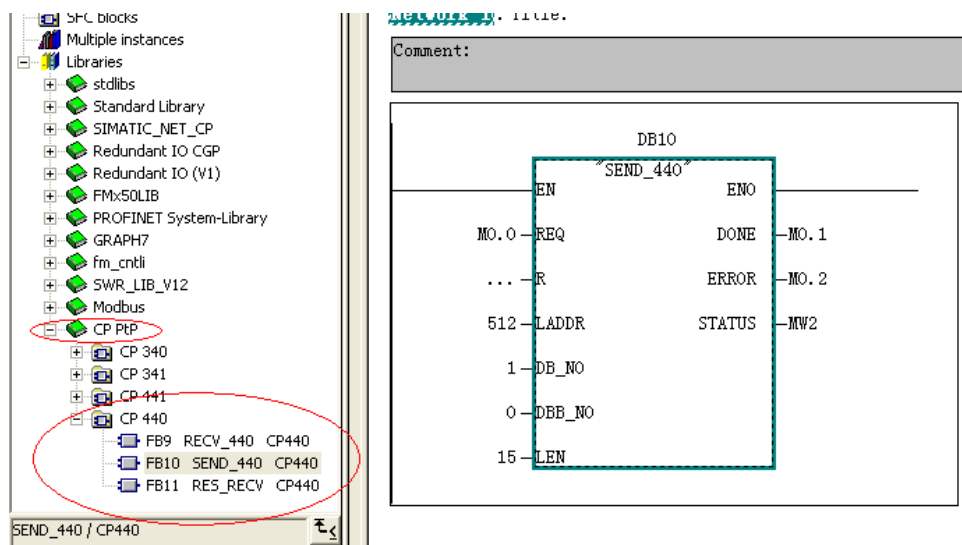 SFC blocks
Multiple instances
Libraries
stdlibs
Standard Library
SIMATIC_NET_CP
Redundant IO CGP
Redundant IO (V1)
FMx50LIB
PROFINET System-Library
GRAPH7
fm_cntli
SWR_LIB_V12
Modbus
CP PtP
CP 340
CP 341
CP 441
CP 440
FB9 RECV_440 CP440
FB10 SEND_440 CP440
FB11 RES_RECV CP440
SEND_440 / CP440
Network 1: Title:
Comment:
DB10
"SEND_440"
EN ENO
M0.0 REQ DONE M0.1
... R ERROR M0.2
512 LADDR STATUS MW2
1 DB_NO
0 DBB_NO
15 LEN